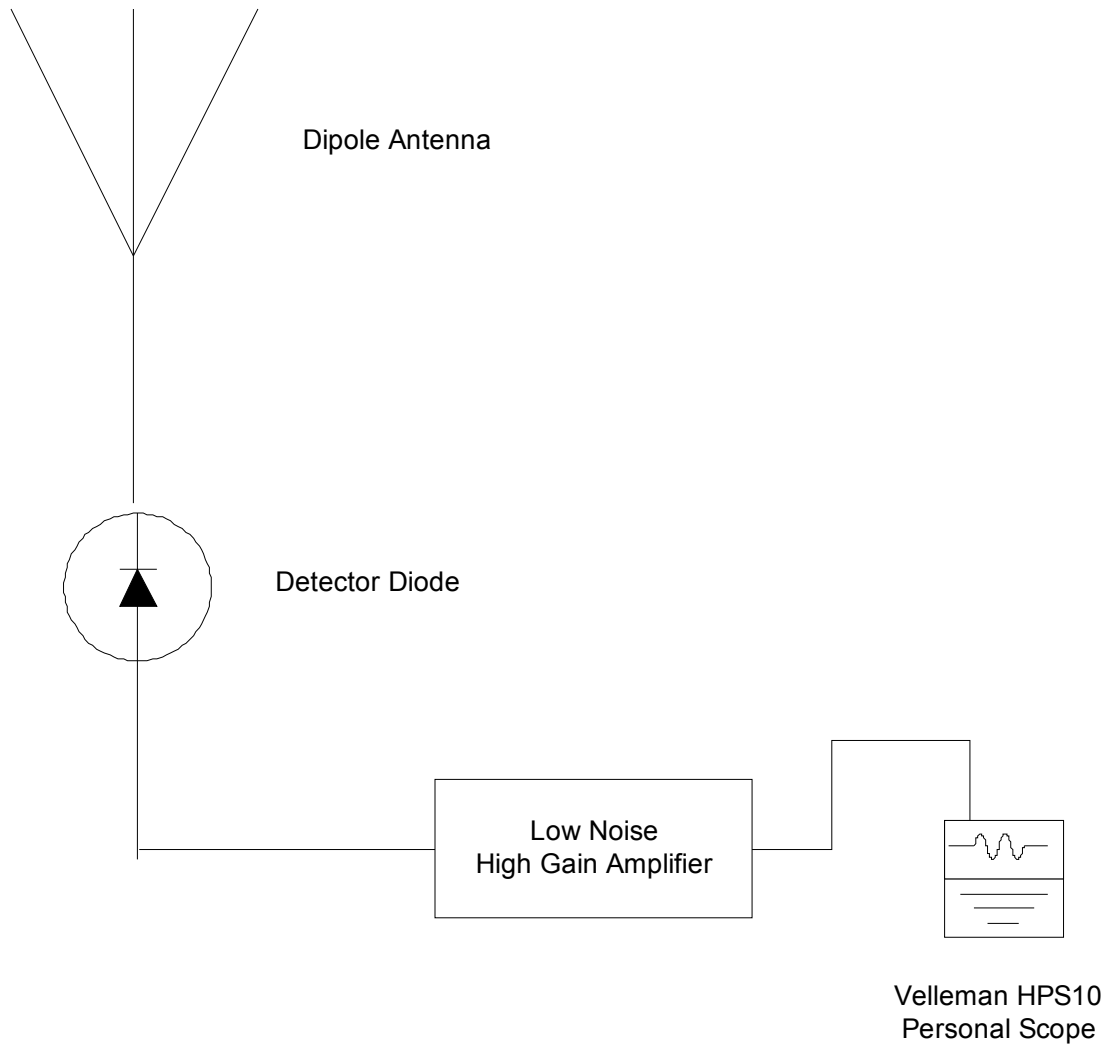 Dipole Antenna
Detector Diode
Low Noise
High Gain Amplifier
Velleman HPS10
Personal Scope